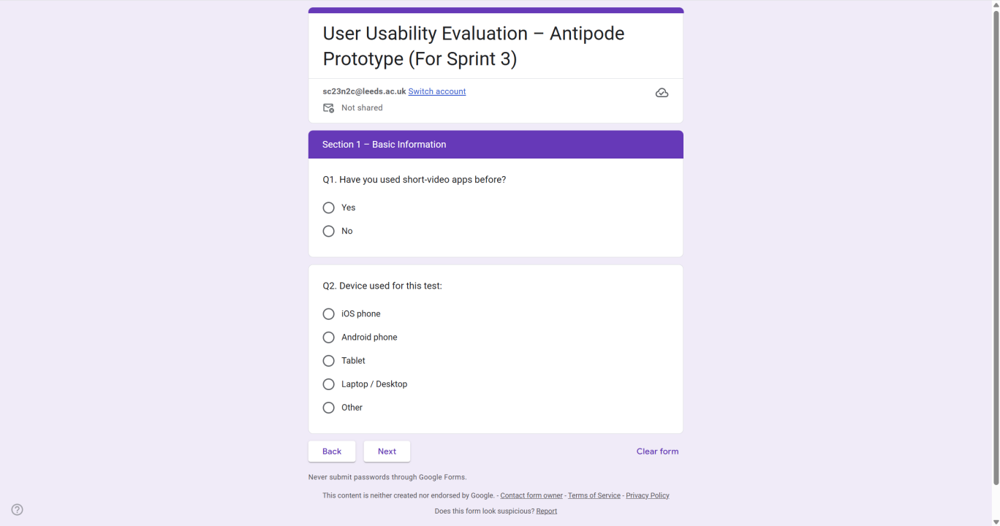 User Usability Evaluation – Antipode
Prototype (For Sprint 3)
sc23n2c@leeds.ac.uk Switch account
Not shared
Section 1 – Basic Information
Q1. Have you used short-video apps before?
Yes
No
Q2. Device used for this test:
iOS phone
Android phone
Tablet
Laptop / Desktop
Other
Back Next Clear form
Never submit passwords through Google Forms.
This content is neither created nor endorsed by Google. - Contact form owner - Terms of Service - Privacy Policy
Does this form look suspicious? Report